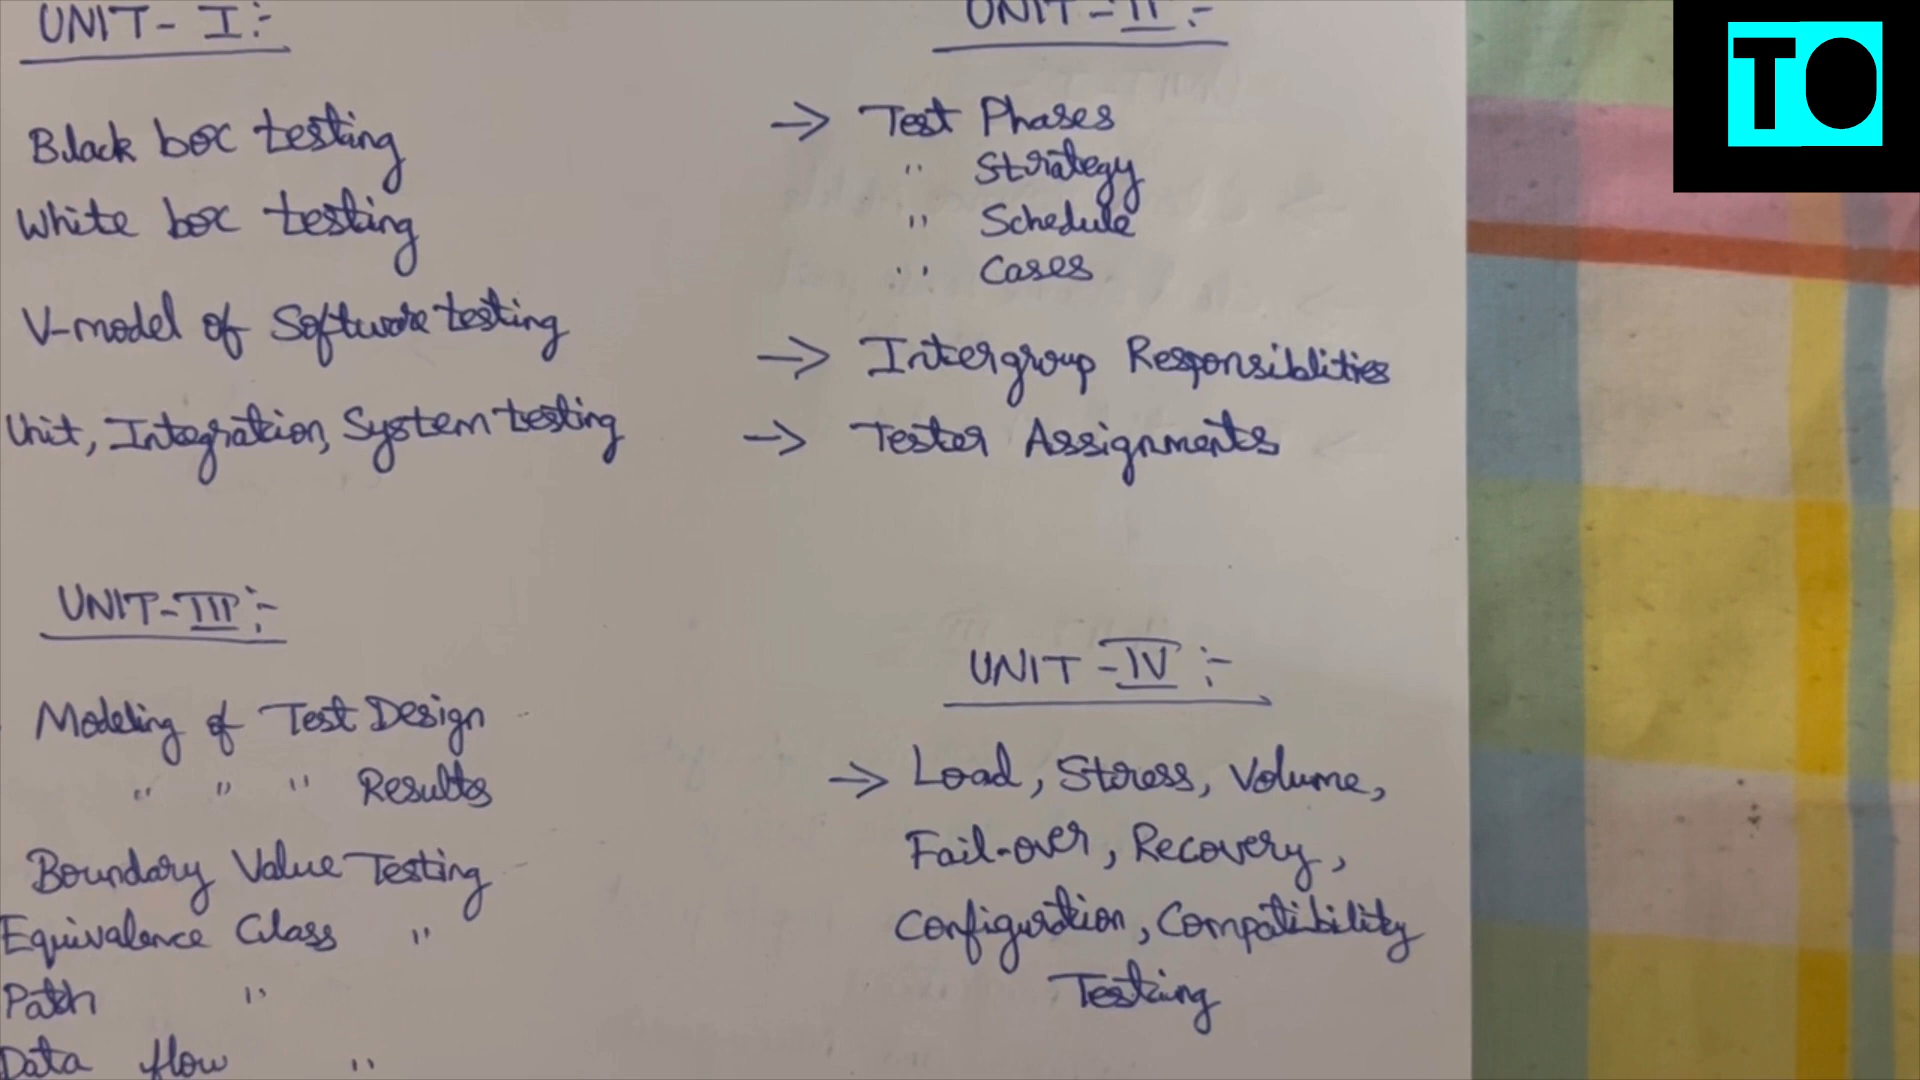 UNIT- I :-
Black box testing
White box testing
V-model of Software testing
Unit, Integration, System testing
UNIT - II :-
→ Test Phases
" Strategy
" Schedule
" Cases
→ Intergroup Responsiblities
→ Tester Assignments
UNIT-III :-
Modeling of Test Design
" " " Results
Boundary Value Testing
Equivalence Class "
Path "
Data flow "
UNIT - IV :-
→ Load, Stress, Volume,
Fail-over, Recovery,
Configuration, Compatibility
Testing
TO